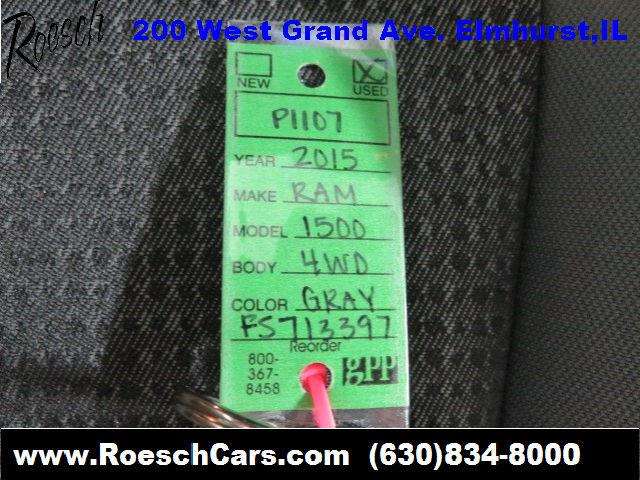 Roesch 200 West Grand Ave. Elmhurst,IL
NEW USED
P1107
YEAR 2015
MAKE RAM
MODEL 1500
BODY 4WD
COLOR GRAY
FS713397
Reorder
800-
367-
8458
gpp
www.RoeschCars.com (630)834-8000